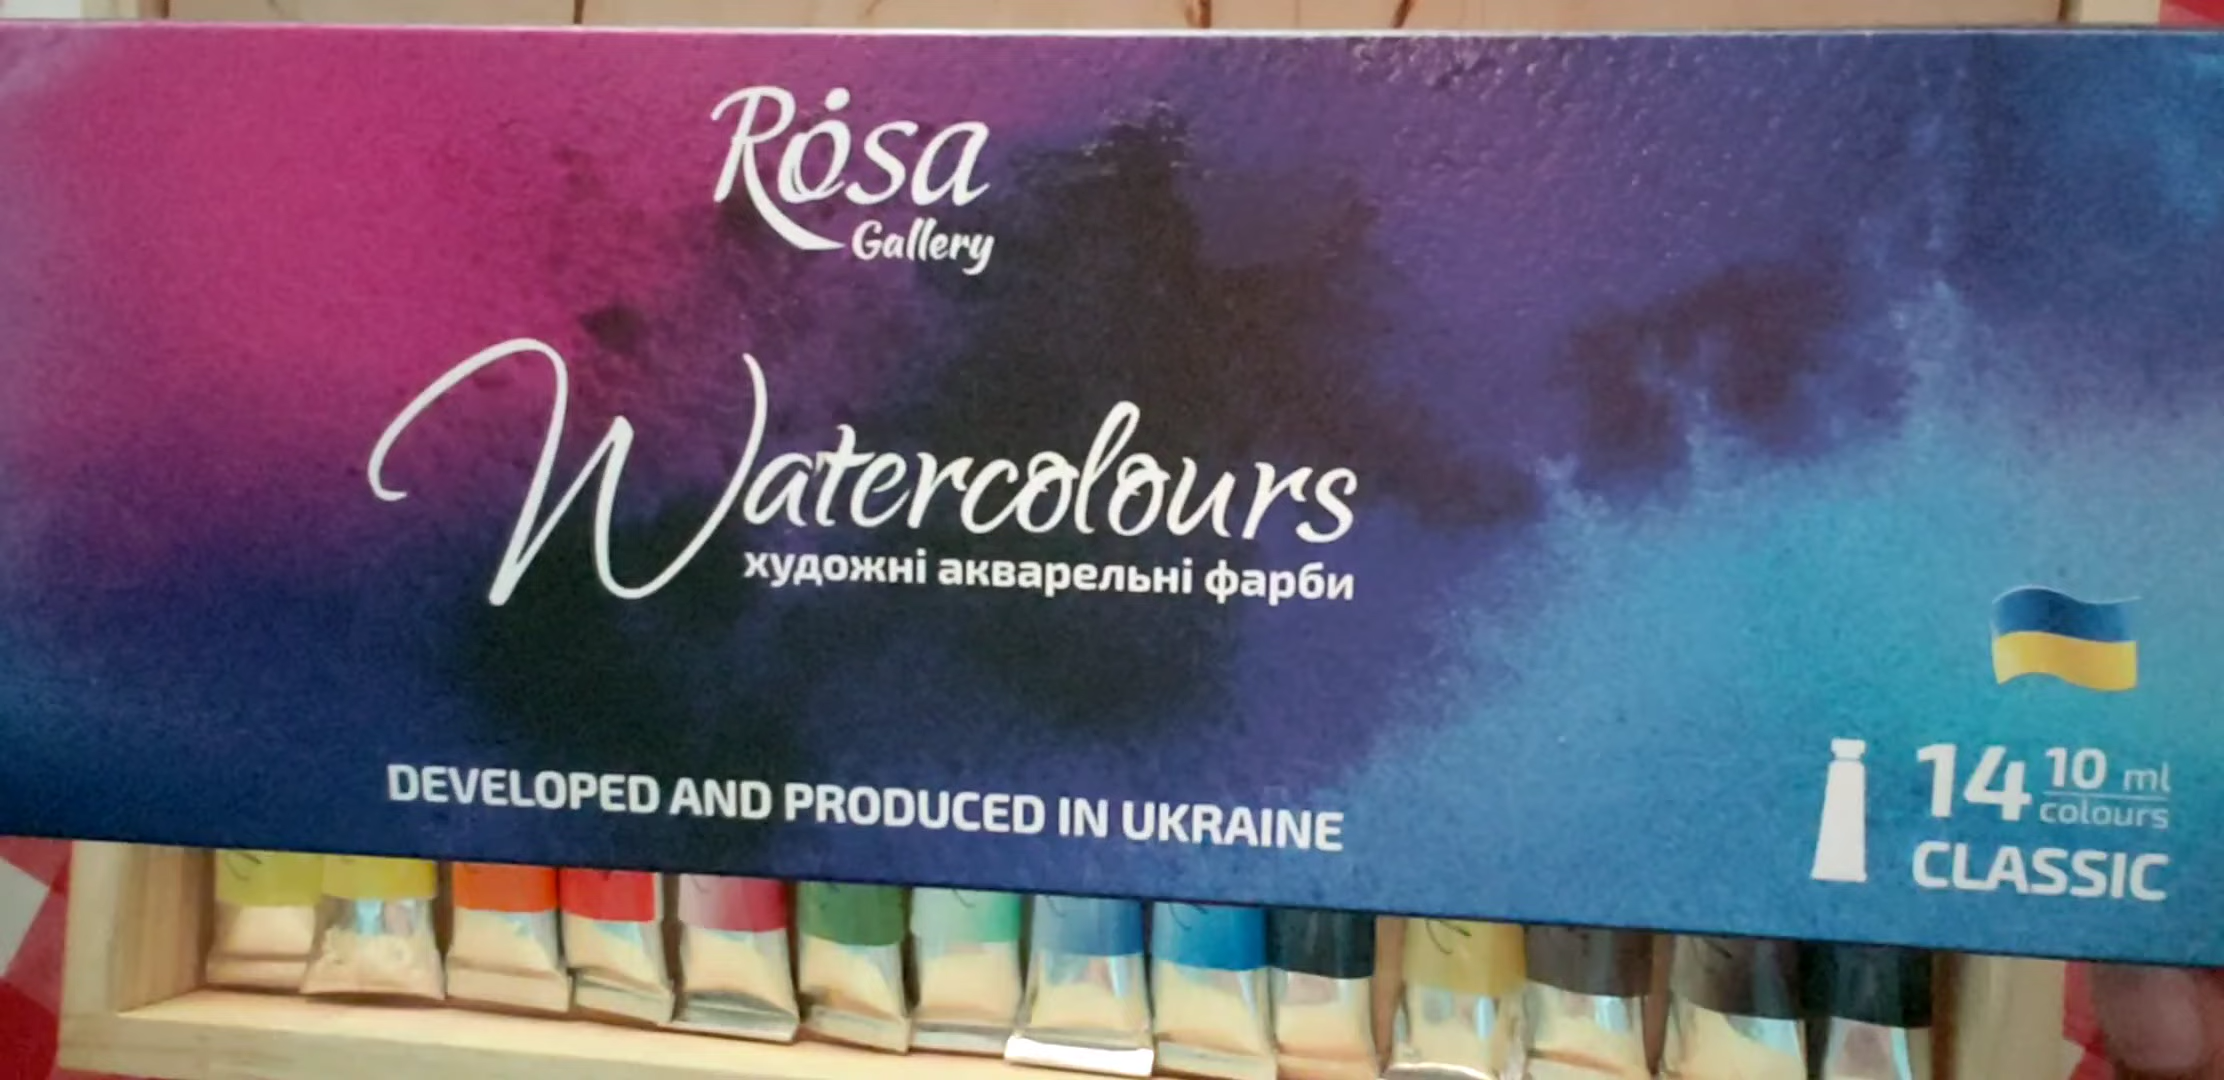 Rosa
Gallery
Watercolours
художні акварельні фарби
DEVELOPED AND PRODUCED IN UKRAINE
14 10 ml
colours
CLASSIC